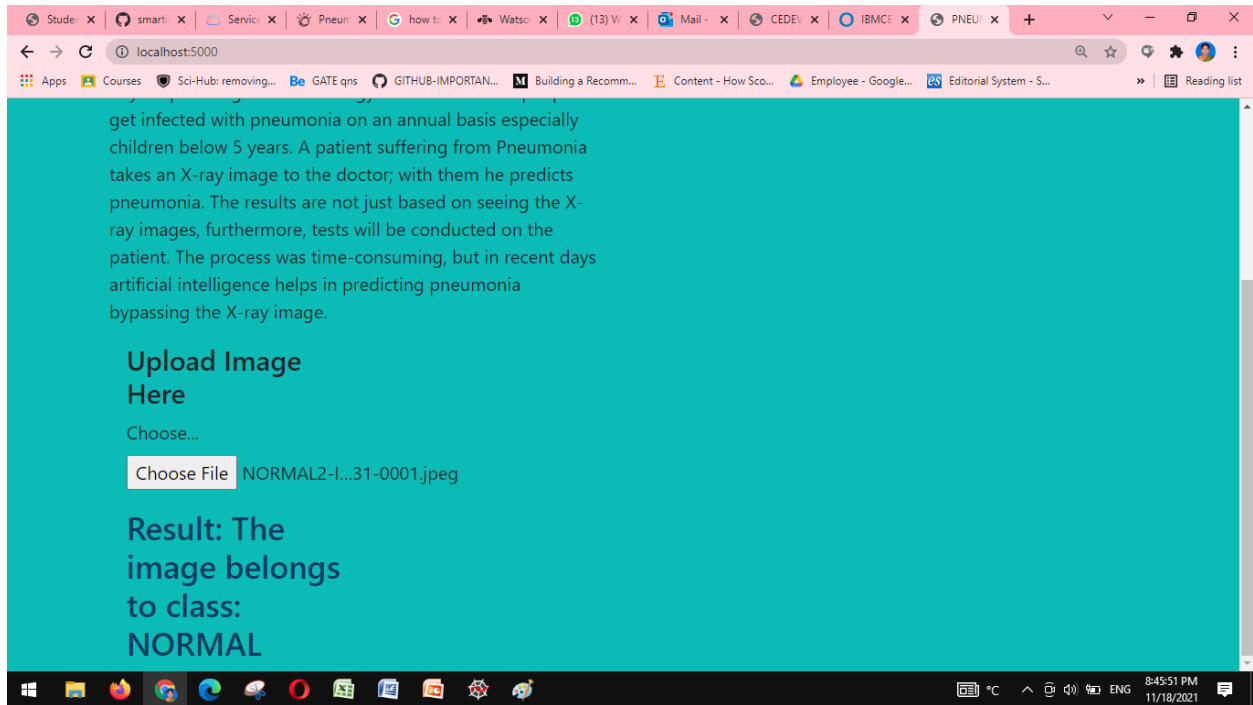 Studer
smarti
Service
Pneum
how to
Watso
(13) W
Mail -
CEDEV
IBMCE
PNEU
localhost:5000
Apps
Courses
Sci-Hub: removing...
Be GATE qns
GITHUB-IMPORTAN...
M Building a Recomm...
E Content - How Sco...
Employee - Google...
es Editorial System - S...
»
Reading list
get infected with pneumonia on an annual basis especially
children below 5 years. A patient suffering from Pneumonia
takes an X-ray image to the doctor; with them he predicts
pneumonia. The results are not just based on seeing the X-
ray images, furthermore, tests will be conducted on the
patient. The process was time-consuming, but in recent days
artificial intelligence helps in predicting pneumonia
bypassing the X-ray image.
Upload Image
Here
Choose...
Choose File NORMAL2-I...31-0001.jpeg
Result: The
image belongs
to class:
NORMAL
°C
ENG
8:45:51 PM
11/18/2021